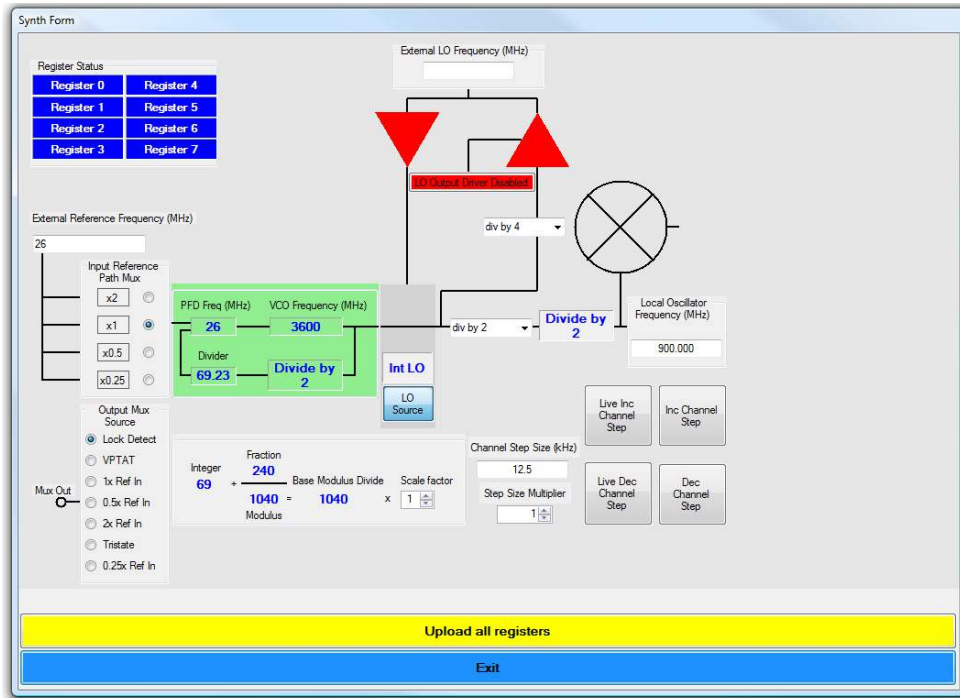 Synth Form
External LO Frequency (MHz)
Register Status
Register 0
Register 4
Register 1
Register 5
Register 2
Register 6
Register 3
Register 7
LO Output Driver Disabled
External Reference Frequency (MHz)
26
div by 4
Input Reference
Path Mux
x2
x1
x0.5
x0.25
PFD Freq (MHz)
VCO Frequency (MHz)
26
3600
Divider
69.23
Divide by
2
Int LO
LO
Source
div by 2
Divide by
2
Local Oscillator
Frequency (MHz)
900.000
Output Mux
Source
Lock Detect
VPTAT
1x Ref In
0.5x Ref In
2x Ref In
Tristate
0.25x Ref In
Mux Out
Integer
69
+
Fraction
240
1040
Modulus
=
Base Modulus Divide
1040
x
Scale factor
1
Channel Step Size (kHz)
12.5
Step Size Multiplier
1
Live Inc
Channel
Step
Inc Channel
Step
Live Dec
Channel
Step
Dec
Channel
Step
Upload all registers
Exit